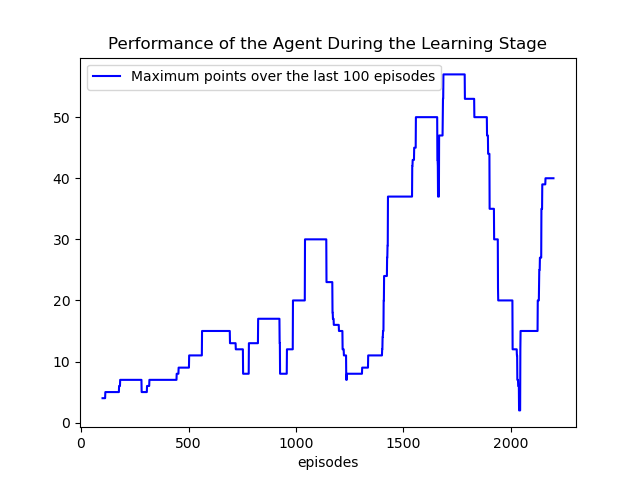 Performance of the Agent During the Learning Stage
Maximum points over the last 100 episodes
50
40
30
20
10
0
0 500 1000 1500 2000
episodes